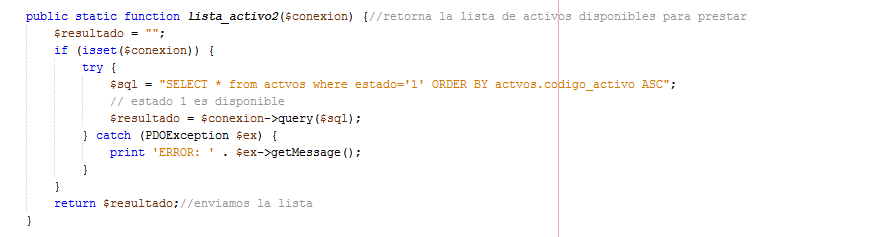 public static function Lista_activo2($conexion) {//retorna la lista de activos disponibles para prestar
$resultado = "";
if (isset($conexion)) {
try {
$sql = "SELECT * from actvos where estado='1' ORDER BY actvos.codigo_activo ASC";
// estado 1 es disponible
$resultado = $conexion->query($sql);
} catch (PDOException $ex) {
print 'ERROR: ' . $ex->getMessage();
}
}
return $resultado;//enviamos la lista
}